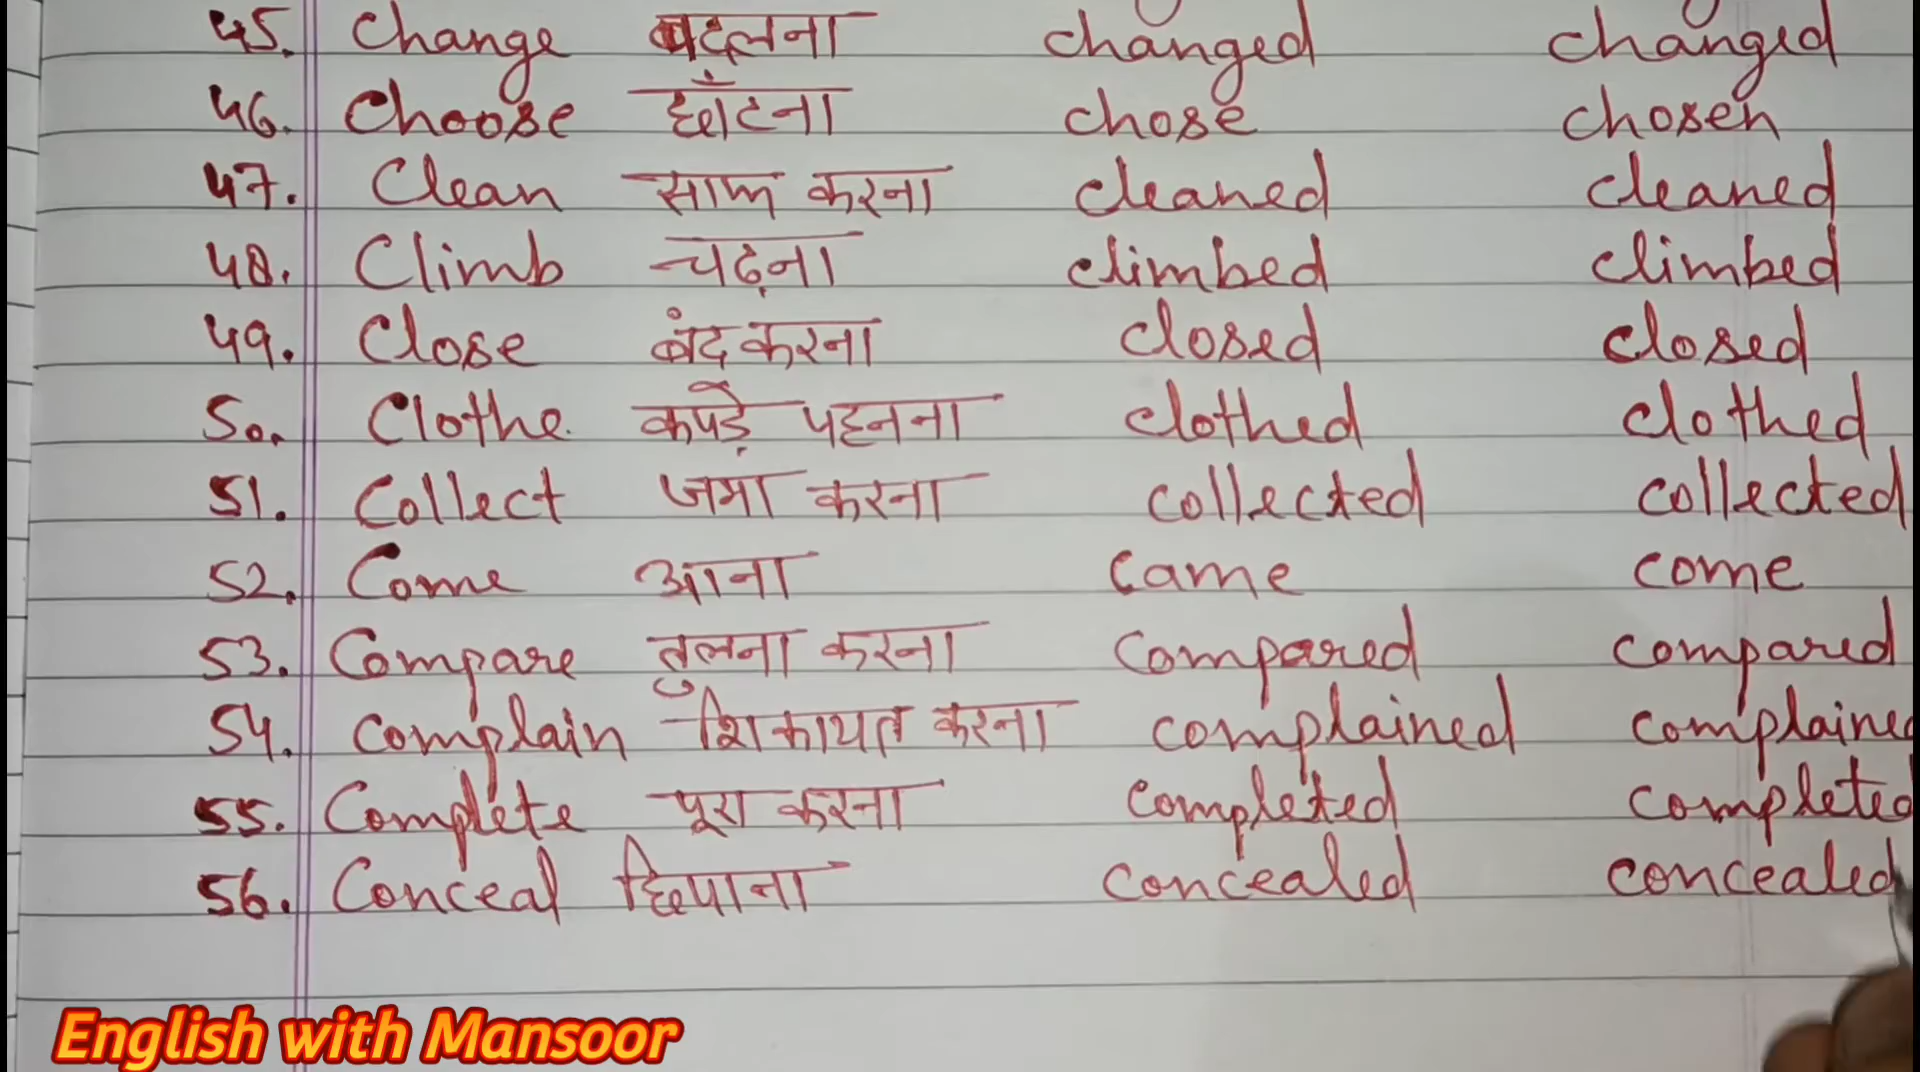 45. Change बदलना changed changed
46. Choose छाँटना chose chosen
47. Clean साफ करना cleaned cleaned
48. Climb चढ़ना climbed climbed
49. Close बंद करना closed closed
50. Clothe कपड़े पहनना clothed clothed
51. Collect जमा करना collected collected
52. Come आना came come
53. Compare तुलना करना compared compared
54. Complain शिकायत करना complained complained
55. Complete पूरा करना completed completed
56. Conceal छिपाना concealed concealed
English with Mansoor